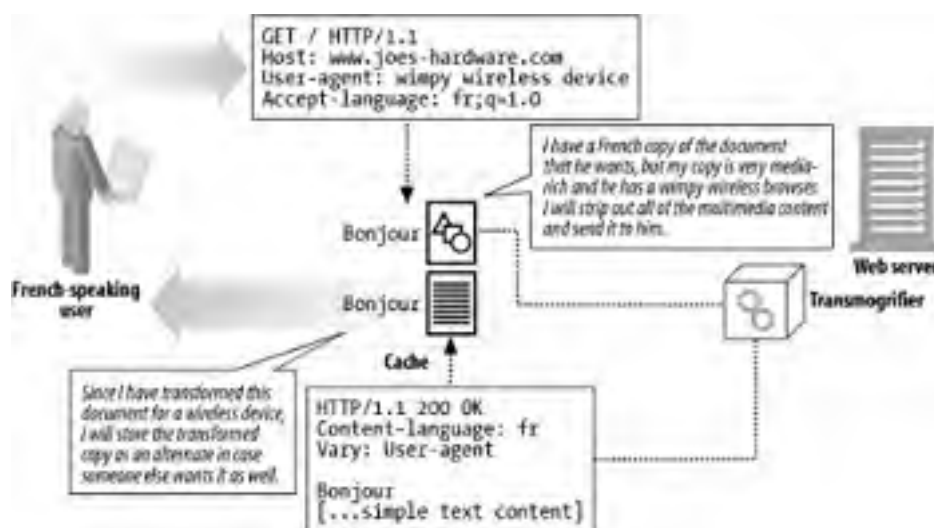 GET / HTTP/1.1
Host: www.joes-hardware.com
User-agent: wimpy wireless device
Accept-language: fr;q=1.0
I have a French copy of the document
that he wants, but my copy is very media-
rich and he has a wimpy wireless browser.
I will strip out all of the multimedia content
and send it to him.
Bonjour
Web server
French-speaking
user
Bonjour
Transmogrifier
Cache
Since I have transformed this
document for a wireless device,
I will store the transformed
copy as an alternate in case
someone else wants it as well.
HTTP/1.1 200 OK
Content-language: fr
Vary: User-agent
Bonjour
[...simple text content]